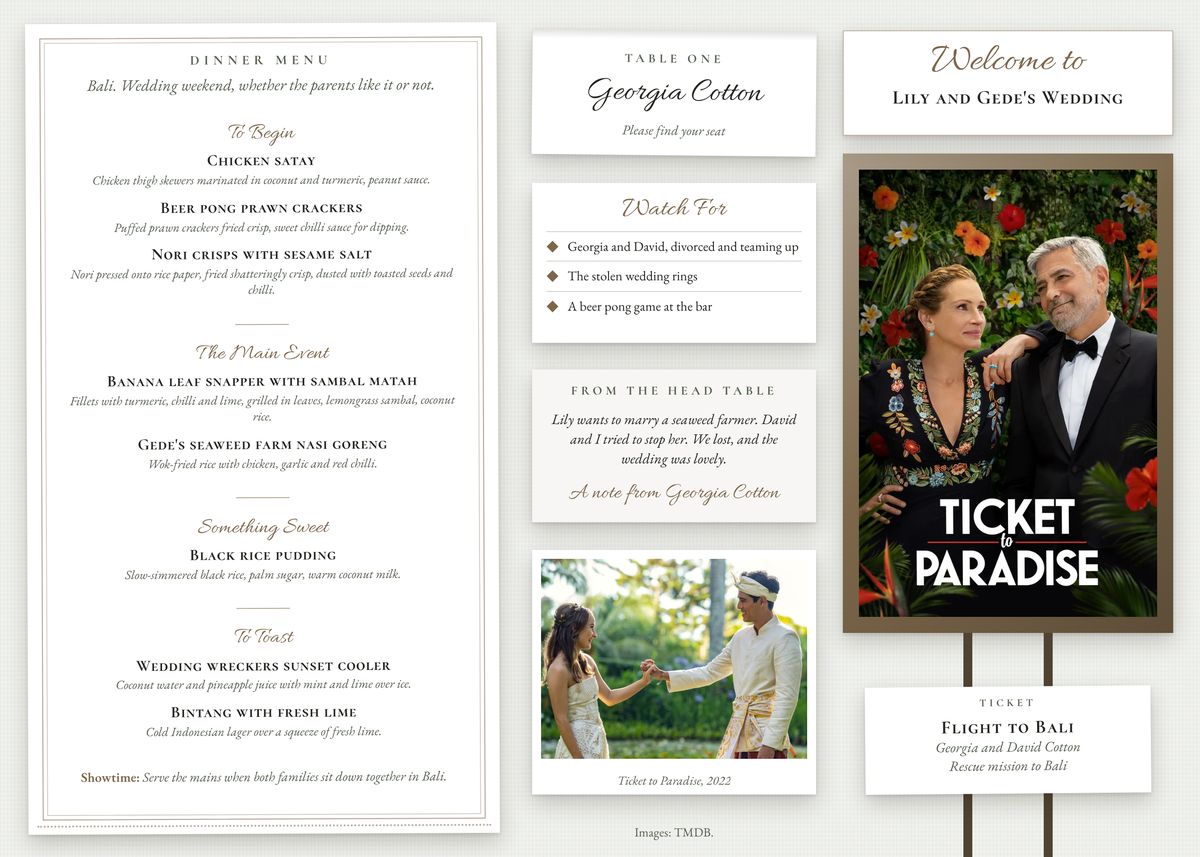 DINNER MENU
Bali. Wedding weekend, whether the parents like it or not.
To Begin
Chicken satay
Chicken thigh skewers marinated in coconut and turmeric, peanut sauce.
Beer pong prawn crackers
Puffed prawn crackers fried crisp, sweet chilli sauce for dipping.
Nori crisps with sesame salt
Nori pressed onto rice paper, fried shatteringly crisp, dusted with toasted seeds and
chilli.
The Main Event
Banana leaf snapper with sambal matah
Fillets with turmeric, chilli and lime, grilled in leaves, lemongrass sambal, coconut
rice.
Gede's seaweed farm nasi goreng
Wok-fried rice with chicken, garlic and red chilli.
Something Sweet
Black rice pudding
Slow-simmered black rice, palm sugar, warm coconut milk.
To Toast
Wedding wreckers sunset cooler
Coconut water and pineapple juice with mint and lime over ice.
Bintang with fresh lime
Cold Indonesian lager over a squeeze of fresh lime.
Showtime: Serve the mains when both families sit down together in Bali.
TABLE ONE
Georgia Cotton
Please find your seat
Watch For
Georgia and David, divorced and teaming up
The stolen wedding rings
A beer pong game at the bar
FROM THE HEAD TABLE
Lily wants to marry a seaweed farmer. David
and I tried to stop her. We lost, and the
wedding was lovely.
A note from Georgia Cotton
Ticket to Paradise, 2022
Images: TMDB.
Welcome to
Lily and Gede's Wedding
TICKET
to
PARADISE
TICKET
Flight to Bali
Georgia and David Cotton
Rescue mission to Bali